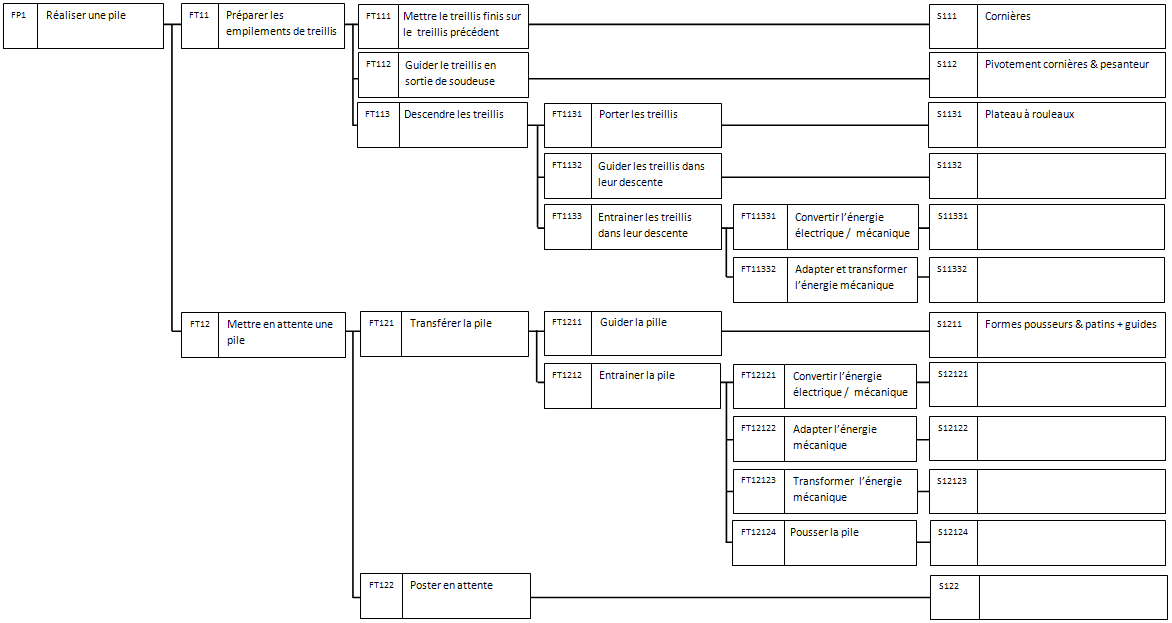 FP1 Réaliser une pile
FT11 Préparer les
empilements de treillis
FT111 Mettre le treillis finis sur
le treillis précédent
S111 Cornières
FT112 Guider le treillis en
sortie de soudeuse
S112 Pivotement cornières & pesanteur
FT113 Descendre les treillis
FT1131 Porter les treillis
S1131 Plateau à rouleaux
FT1132 Guider les treillis dans
leur descente
S1132
FT1133 Entrainer les treillis
dans leur descente
FT11331 Convertir l’énergie
électrique / mécanique
S11331
FT11332 Adapter et transformer
l’énergie mécanique
S11332
FT12 Mettre en attente une
pile
FT121 Transférer la pile
FT1211 Guider la pille
S1211 Formes pousseurs & patins + guides
FT1212 Entrainer la pile
FT12121 Convertir l’énergie
électrique / mécanique
S12121
FT12122 Adapter l’énergie
mécanique
S12122
FT12123 Transformer l’énergie
mécanique
S12123
FT12124 Pousser la pile
S12124
FT122 Poster en attente
S122